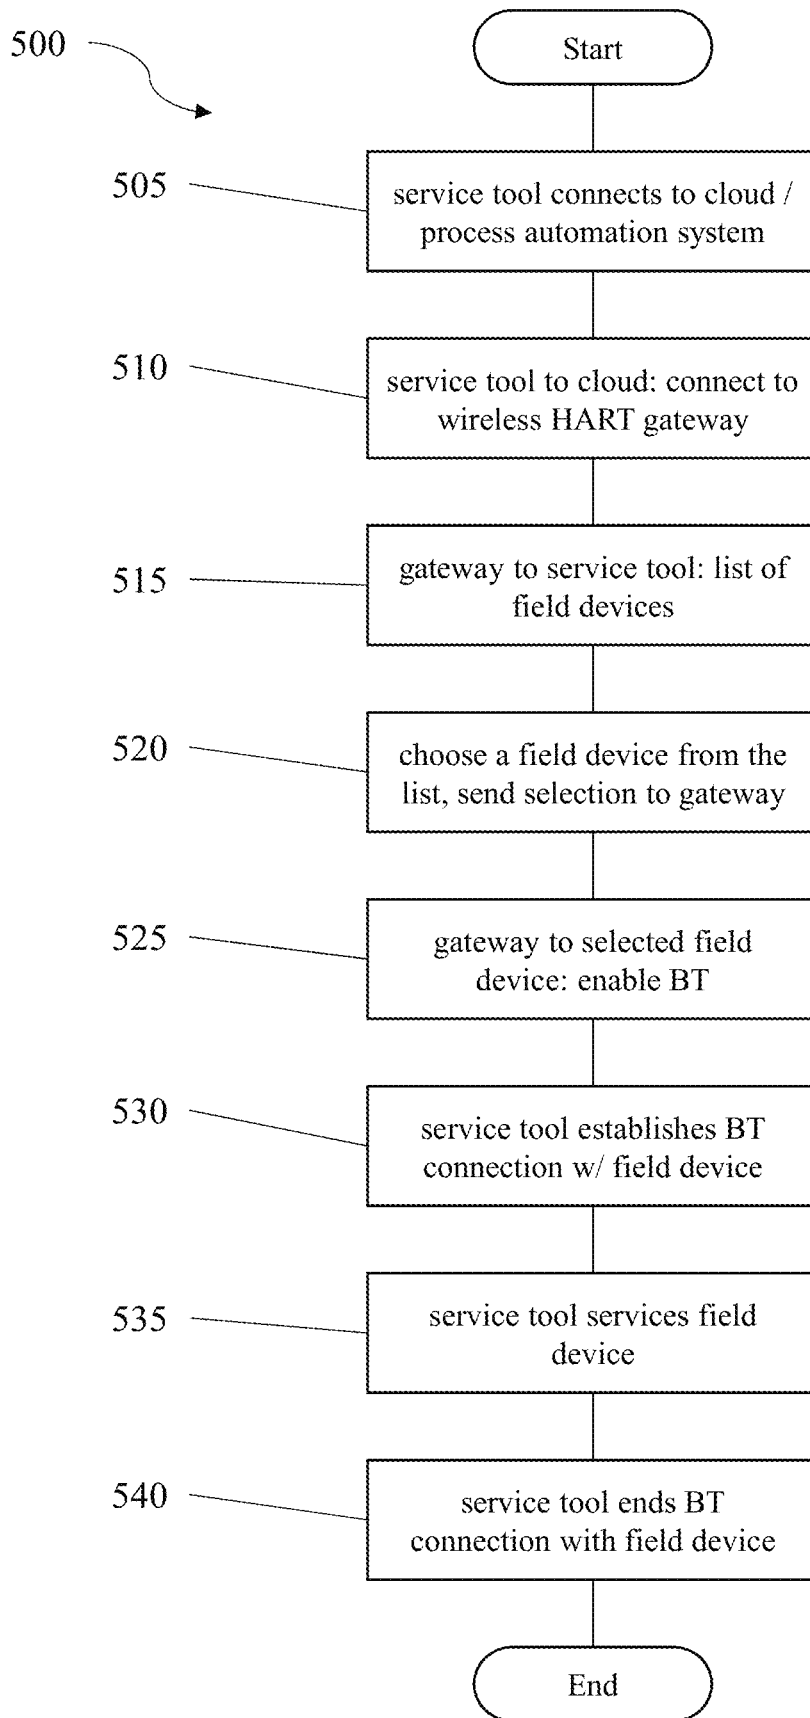 500
Start
505
service tool connects to cloud /
process automation system
510
service tool to cloud: connect to
wireless HART gateway
515
gateway to service tool: list of
field devices
520
choose a field device from the
list, send selection to gateway
525
gateway to selected field
device: enable BT
530
service tool establishes BT
connection w/ field device
535
service tool services field
device
540
service tool ends BT
connection with field device
End